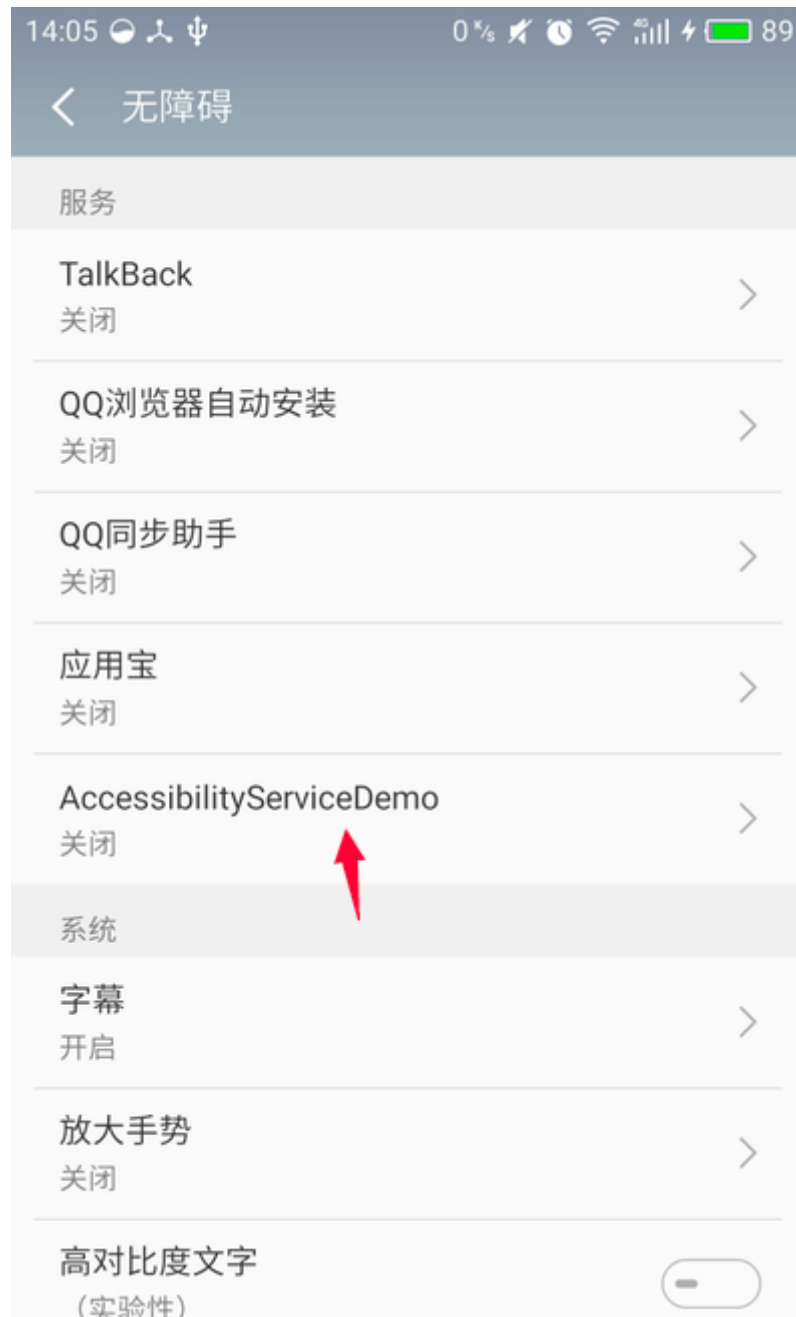 14:05 0 K/s 4G 89
无障碍
服务
TalkBack
关闭
QQ浏览器自动安装
关闭
QQ同步助手
关闭
应用宝
关闭
AccessibilityServiceDemo
关闭
系统
字幕
开启
放大手势
关闭
高对比度文字
（实验性）